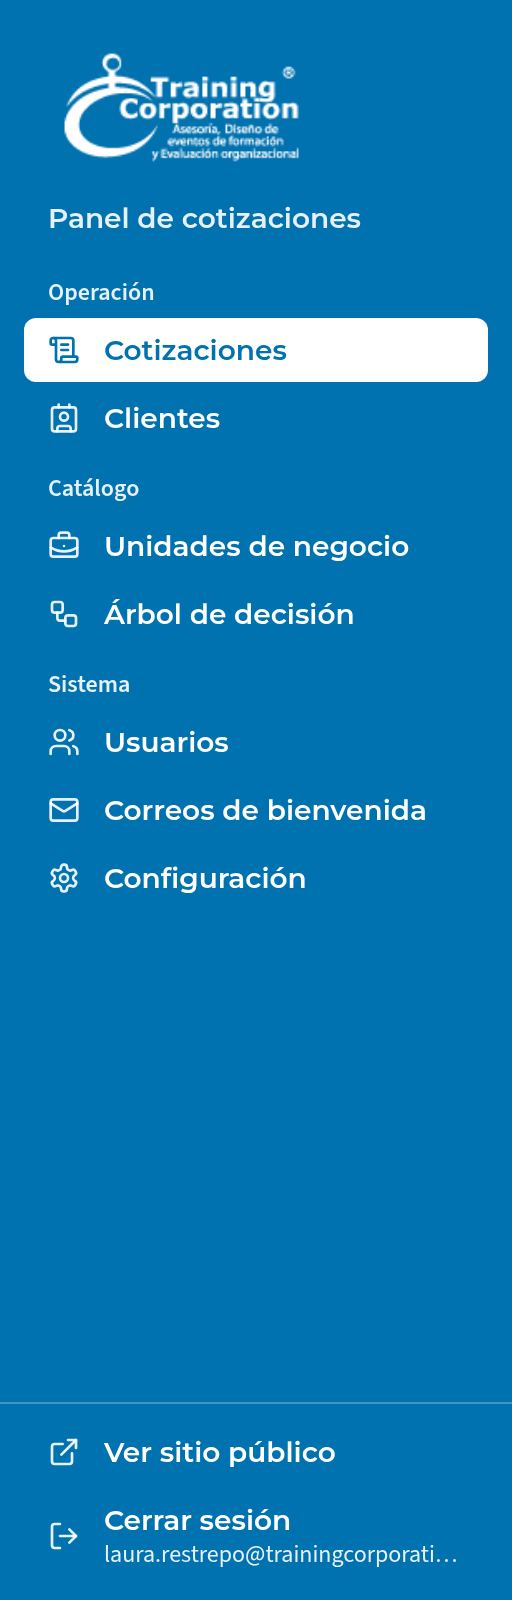 Training ®
Corporation
Asesoría, Diseño de
eventos de formación
y Evaluación organizacional
Panel de cotizaciones
Operación
Cotizaciones
Clientes
Catálogo
Unidades de negocio
Árbol de decisión
Sistema
Usuarios
Correos de bienvenida
Configuración
Ver sitio público
Cerrar sesión
laura.restrepo@trainingcorporati…